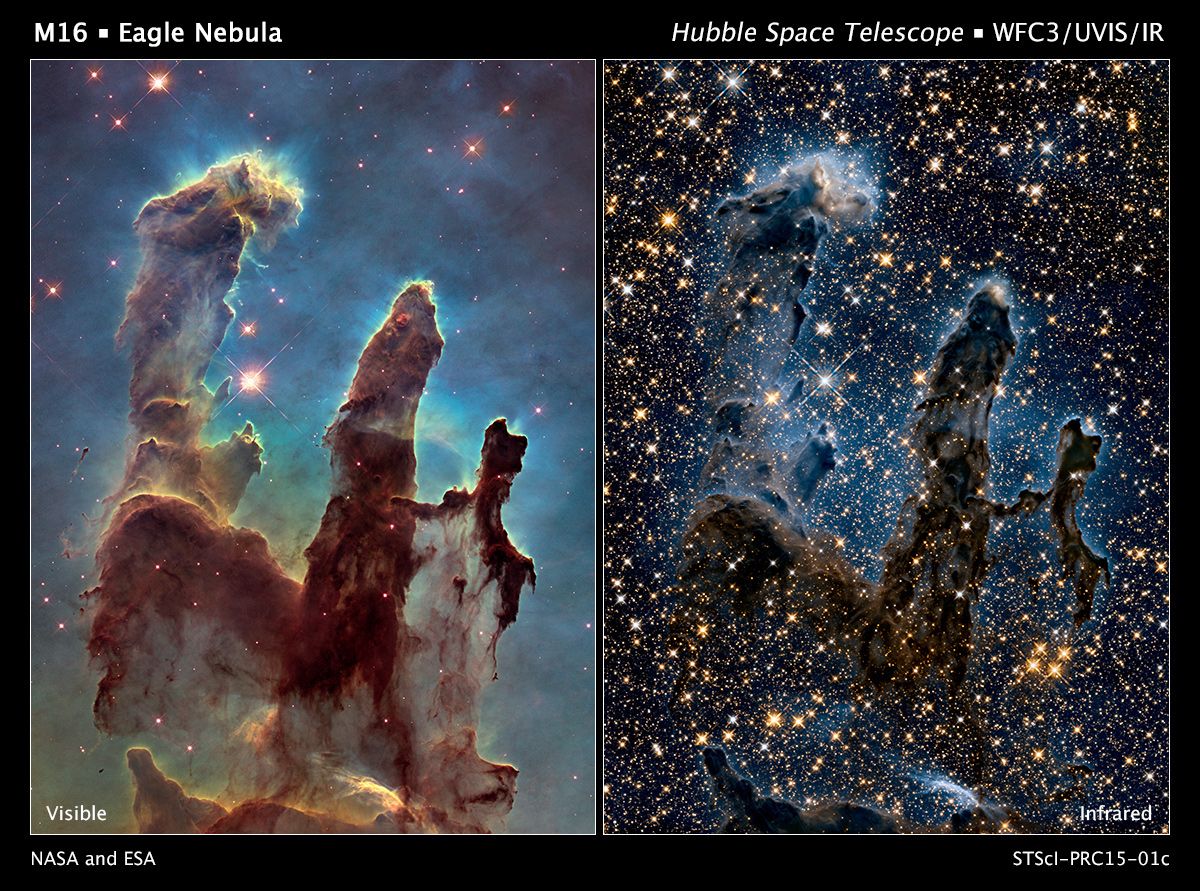 M16 ▪ Eagle Nebula
Hubble Space Telescope ▪ WFC3/UVIS/IR
Visible
Infrared
NASA and ESA
STScI-PRC15-01c